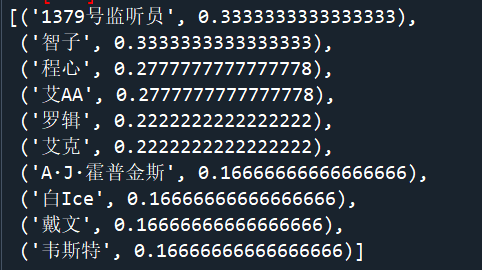 [('1379号监听员', 0.3333333333333333),
('智子', 0.3333333333333333),
('程心', 0.2777777777777778),
('艾AA', 0.2777777777777778),
('罗辑', 0.2222222222222222),
('艾克', 0.2222222222222222),
('A·J·霍普金斯', 0.16666666666666666),
('白Ice', 0.16666666666666666),
('戴文', 0.16666666666666666),
('韦斯特', 0.16666666666666666)]